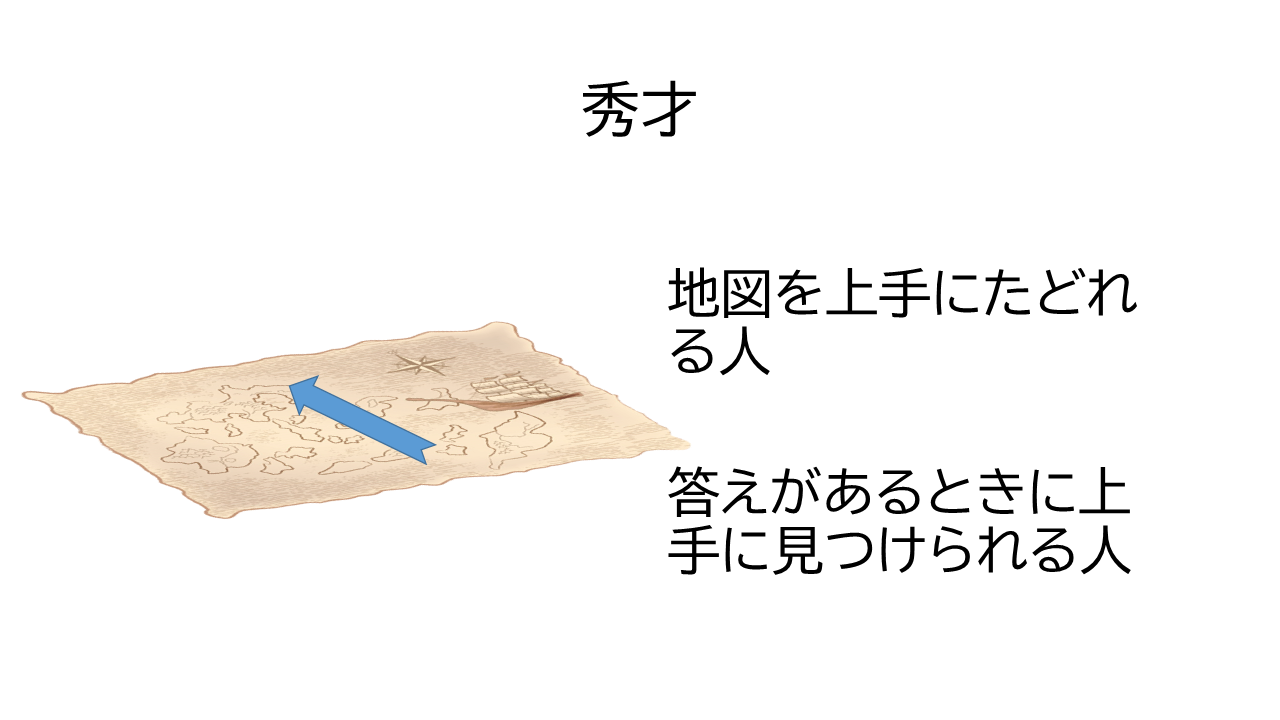 秀才
地図を上手にたどれ
る人
答えがあるときに上
手に見つけられる人